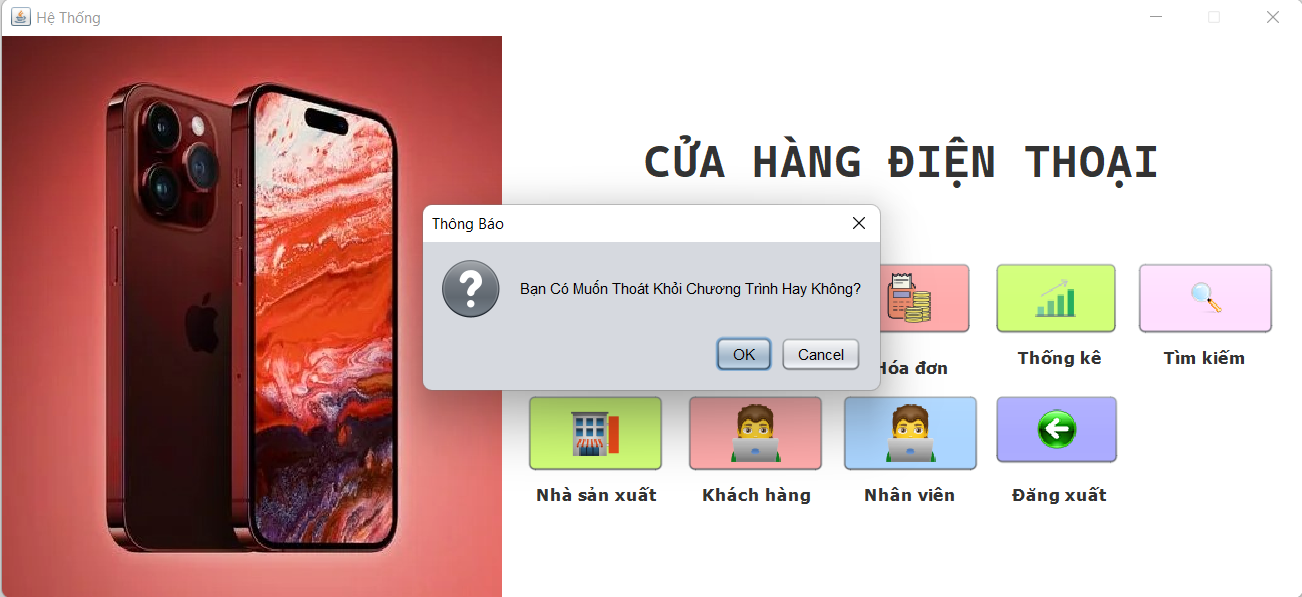 Hệ Thống
CỬA HÀNG ĐIỆN THOẠI
Thông Báo
Bạn Có Muốn Thoát Khỏi Chương Trình Hay Không?
OK
Cancel
Hóa đơn
Thống kê
Tìm kiếm
Nhà sản xuất
Khách hàng
Nhân viên
Đăng xuất